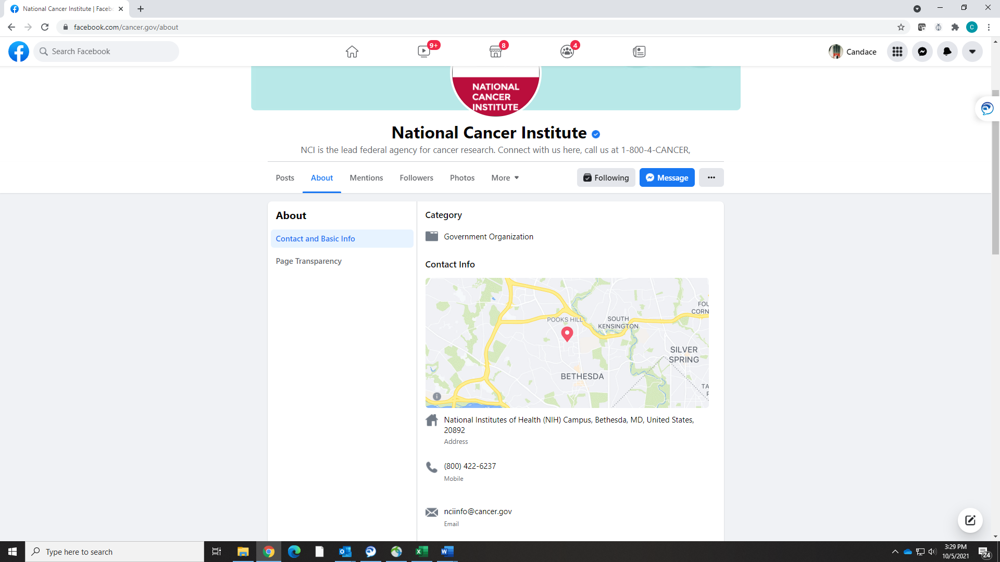 National Cancer Institute | Faceb
facebook.com/cancer.gov/about
C
Search Facebook
9+
8
4
Candace
NATIONAL
CANCER
INSTITUTE
National Cancer Institute
NCI is the lead federal agency for cancer research. Connect with us here, call us at 1-800-4-CANCER,
Posts
About
Mentions
Followers
Photos
More
Following
Message
About
Contact and Basic Info
Page Transparency
Category
Government Organization
Contact Info
FOU
CORN
POOKS HILL
SOUTH
KENSINGTON
SILVER
SPRING
BETHESDA
TA
P
National Institutes of Health (NIH) Campus, Bethesda, MD, United States,
20892
Address
(800) 422-6237
Mobile
nciinfo@cancer.gov
Email
Type here to search
3:29 PM
10/5/2021
24